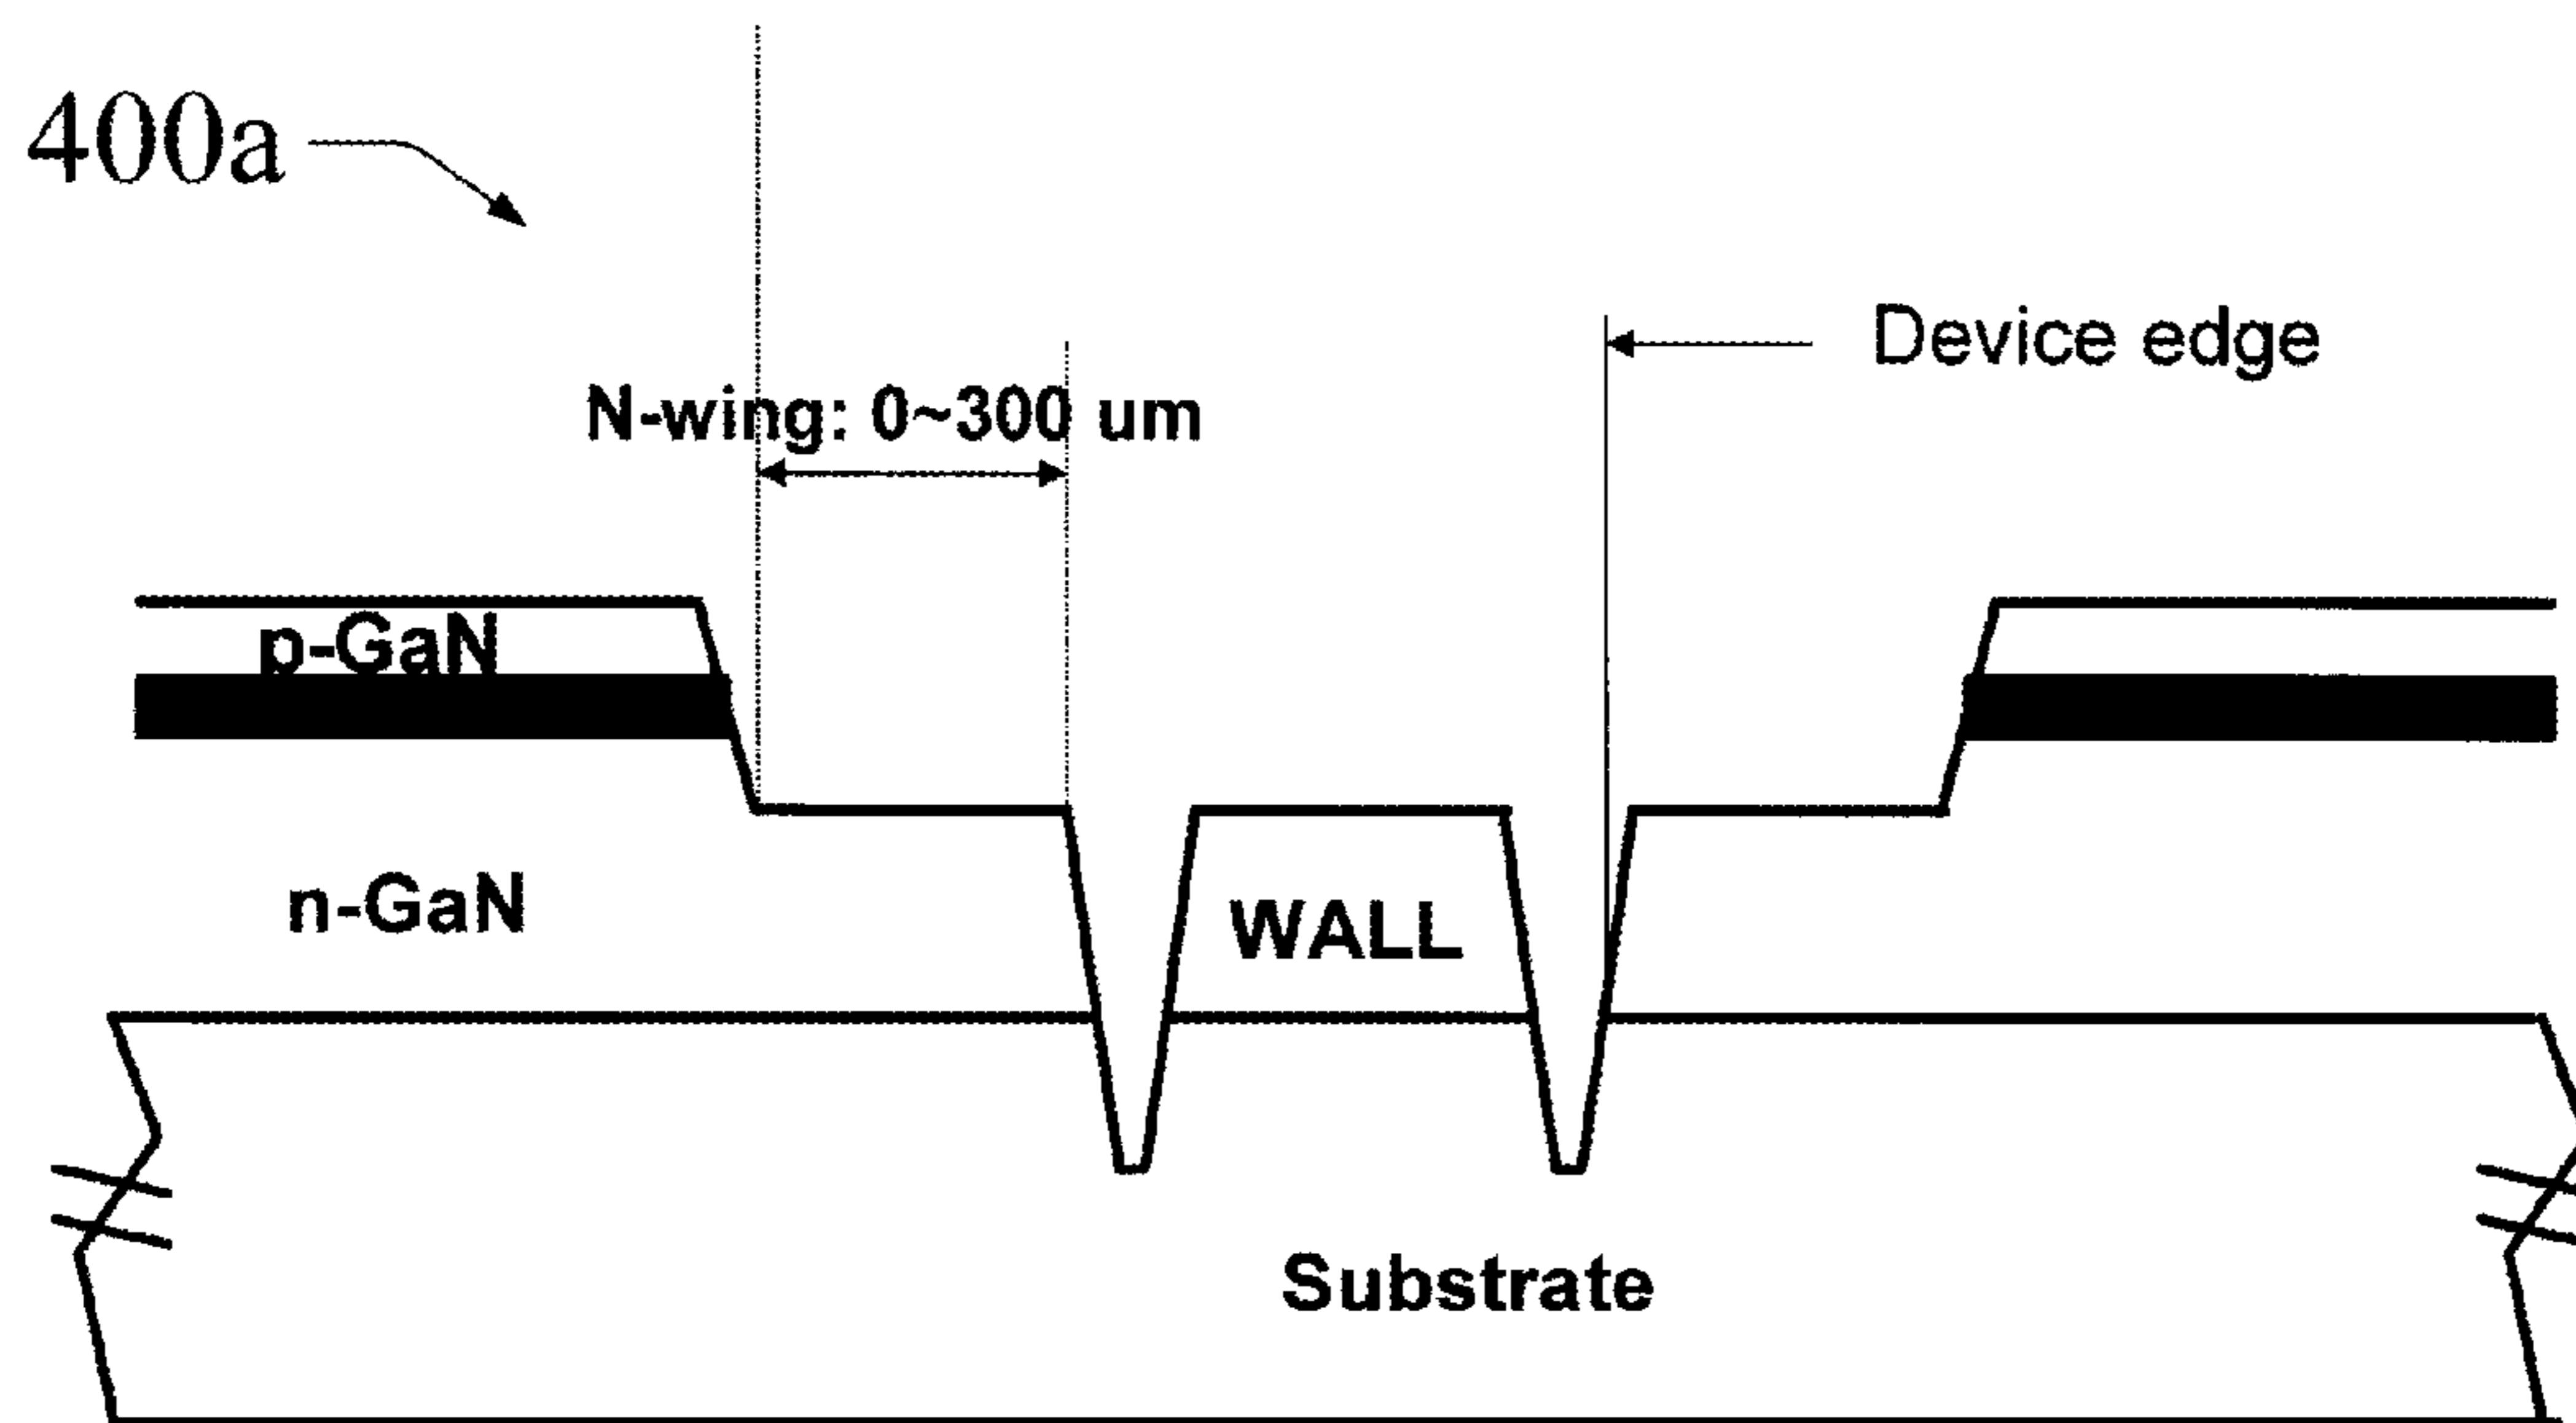 400a
Device edge
N-wing: 0~300 um
p-GaN
n-GaN
WALL
Substrate